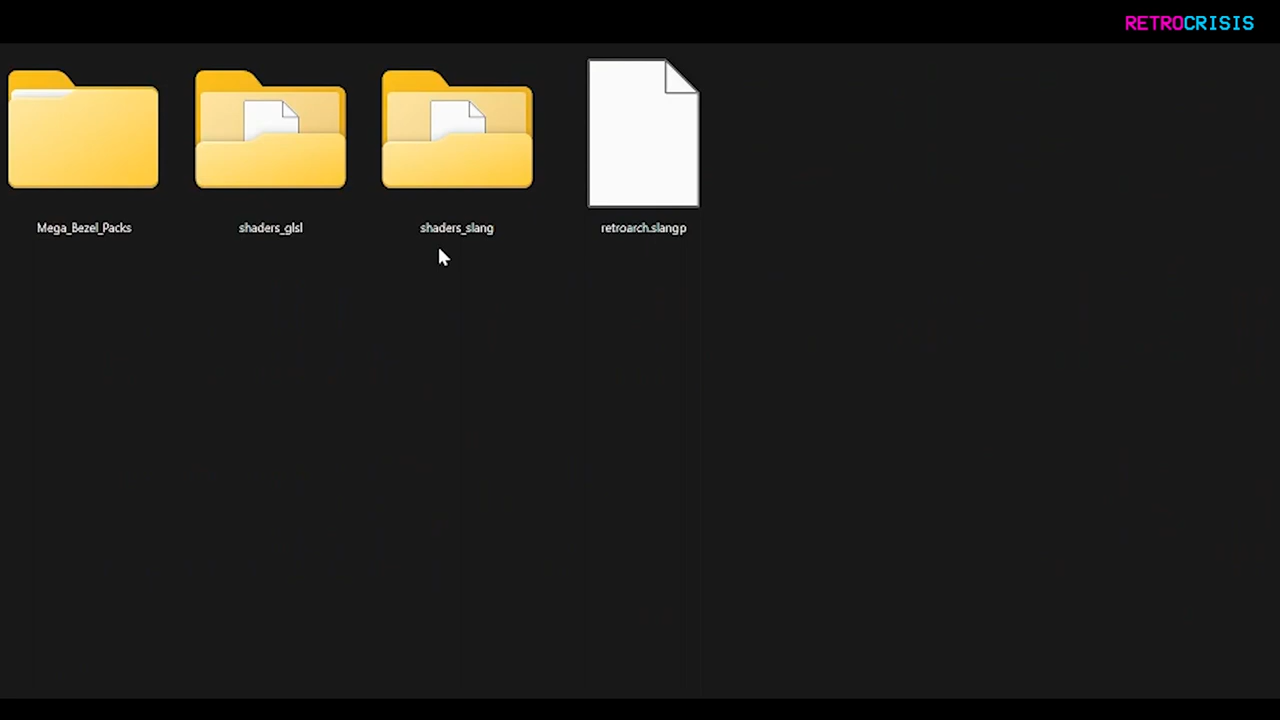 RETROCRISIS
Mega_Bezel_Packs
shaders_glsl
shaders_slang
retroarch.slangp